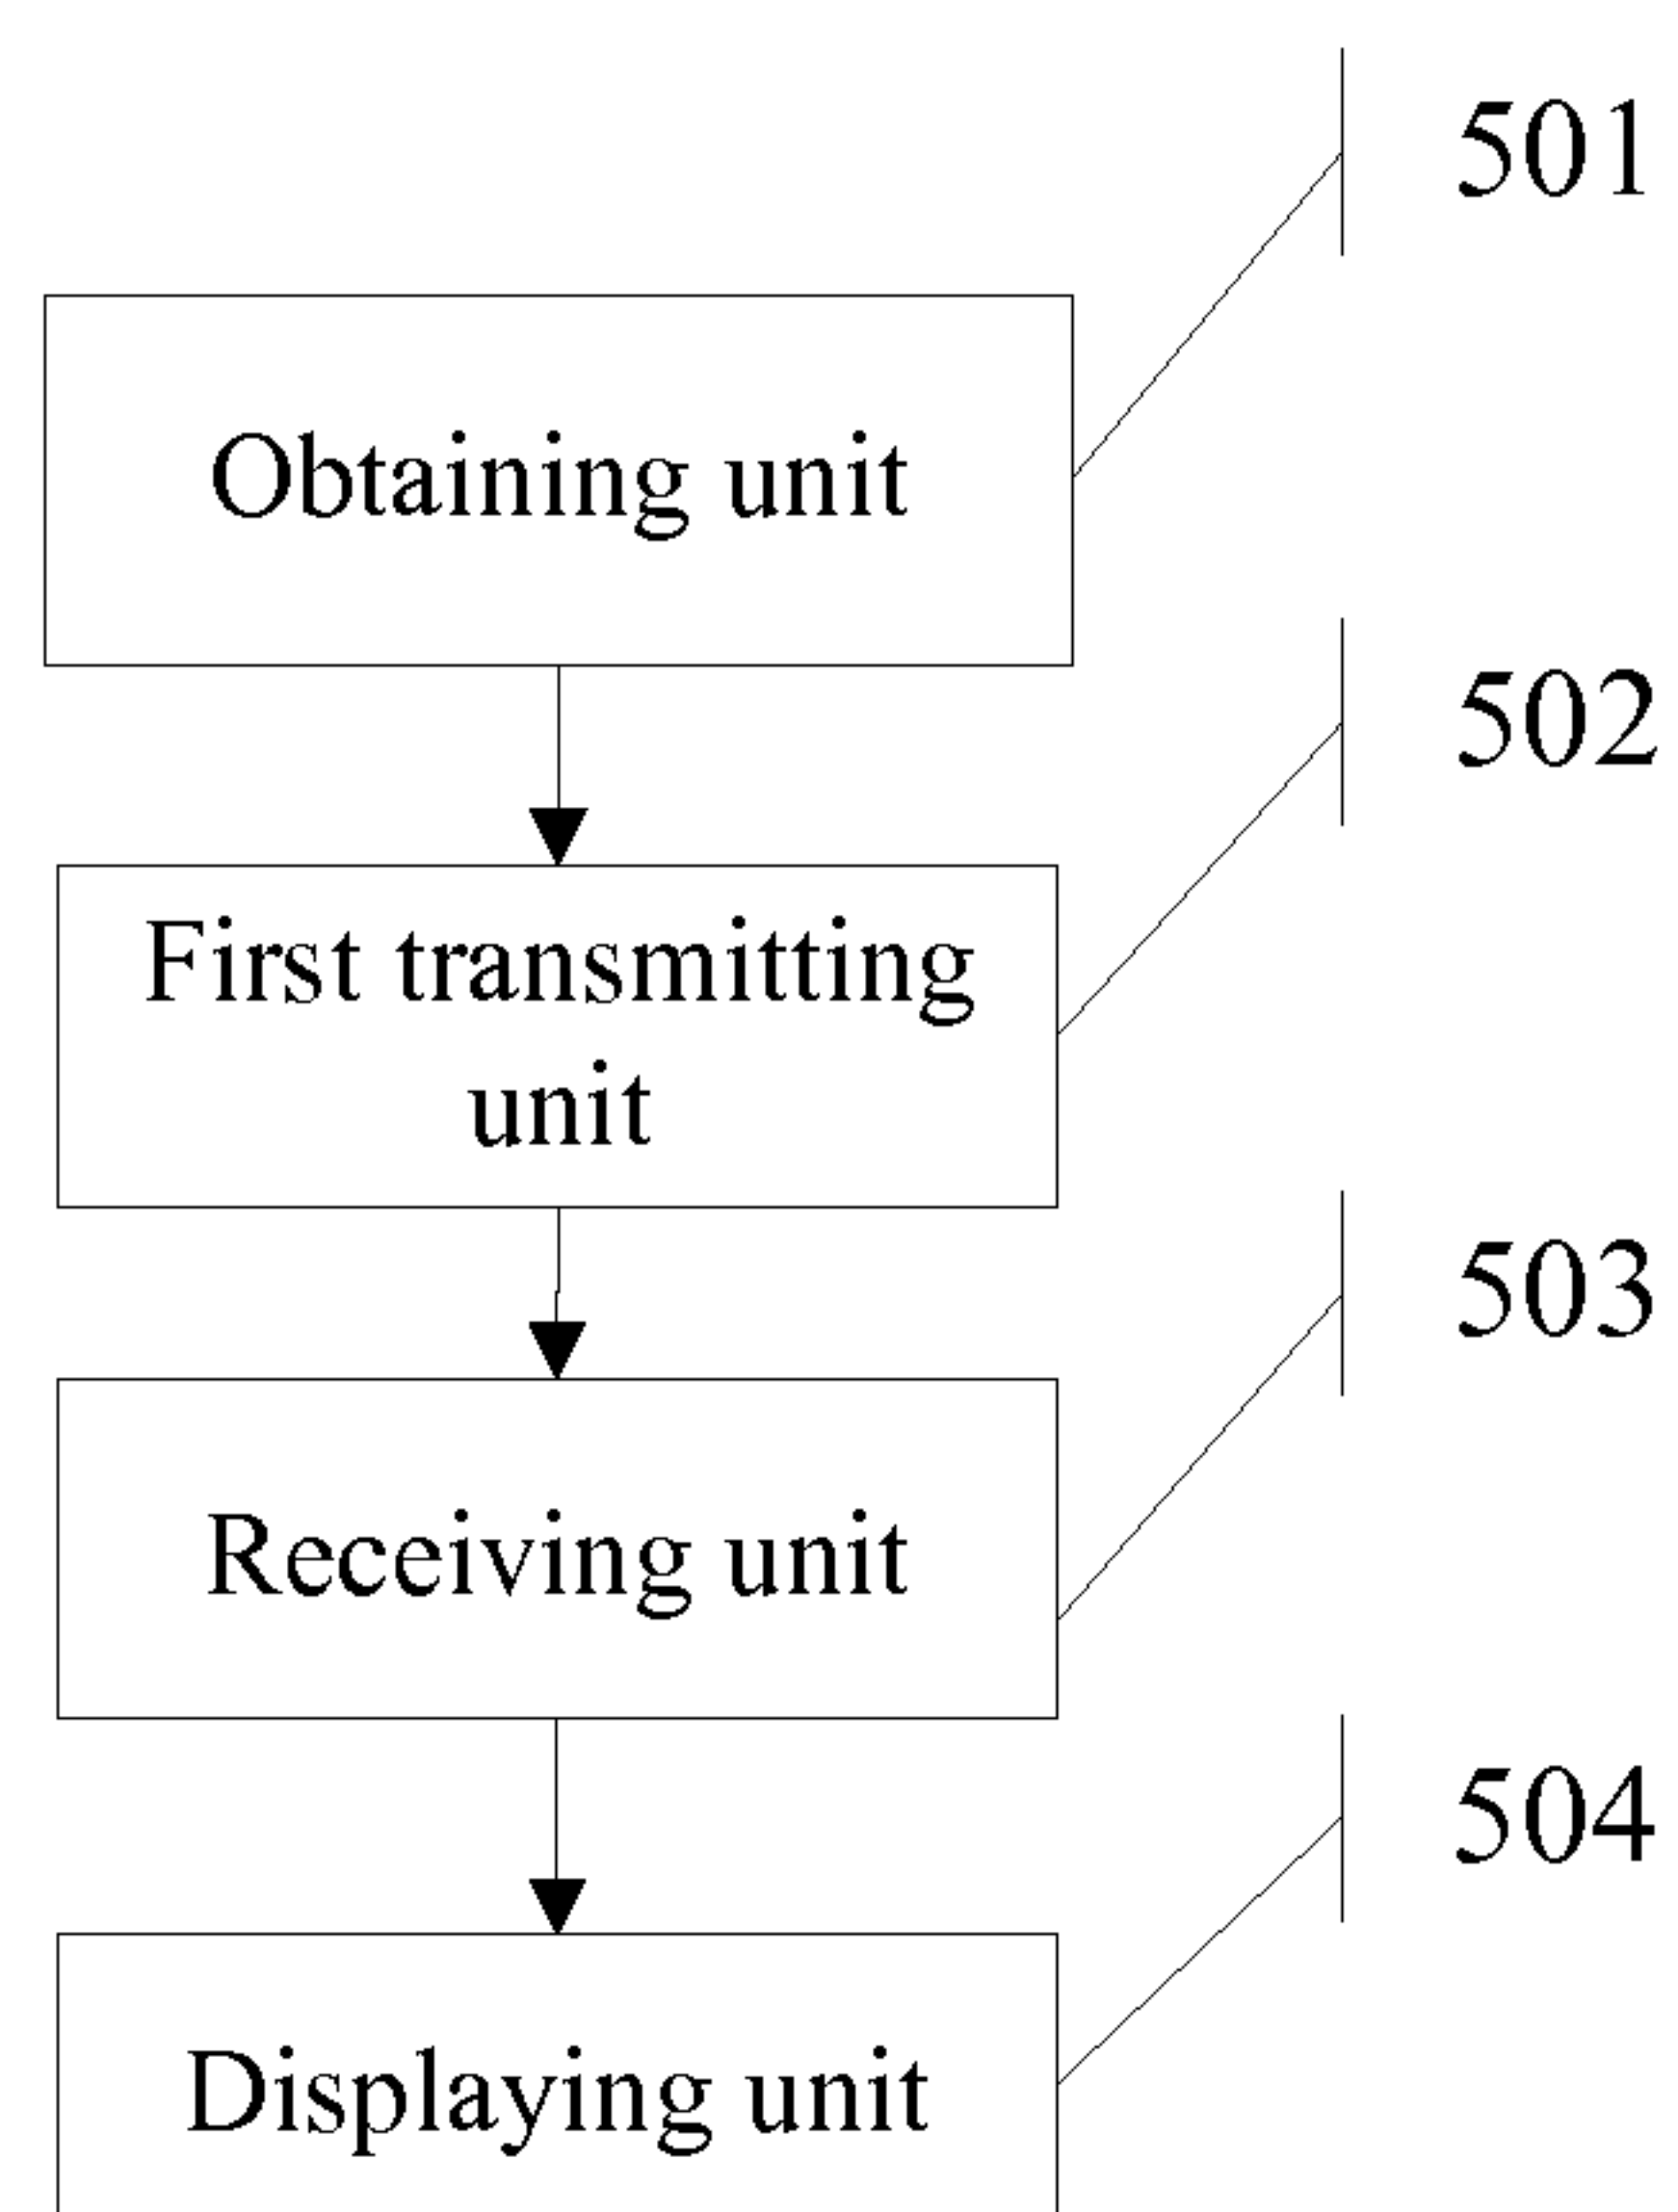 501
Obtaining unit
502
First transmitting
unit
503
Receiving unit
504
Displaying unit